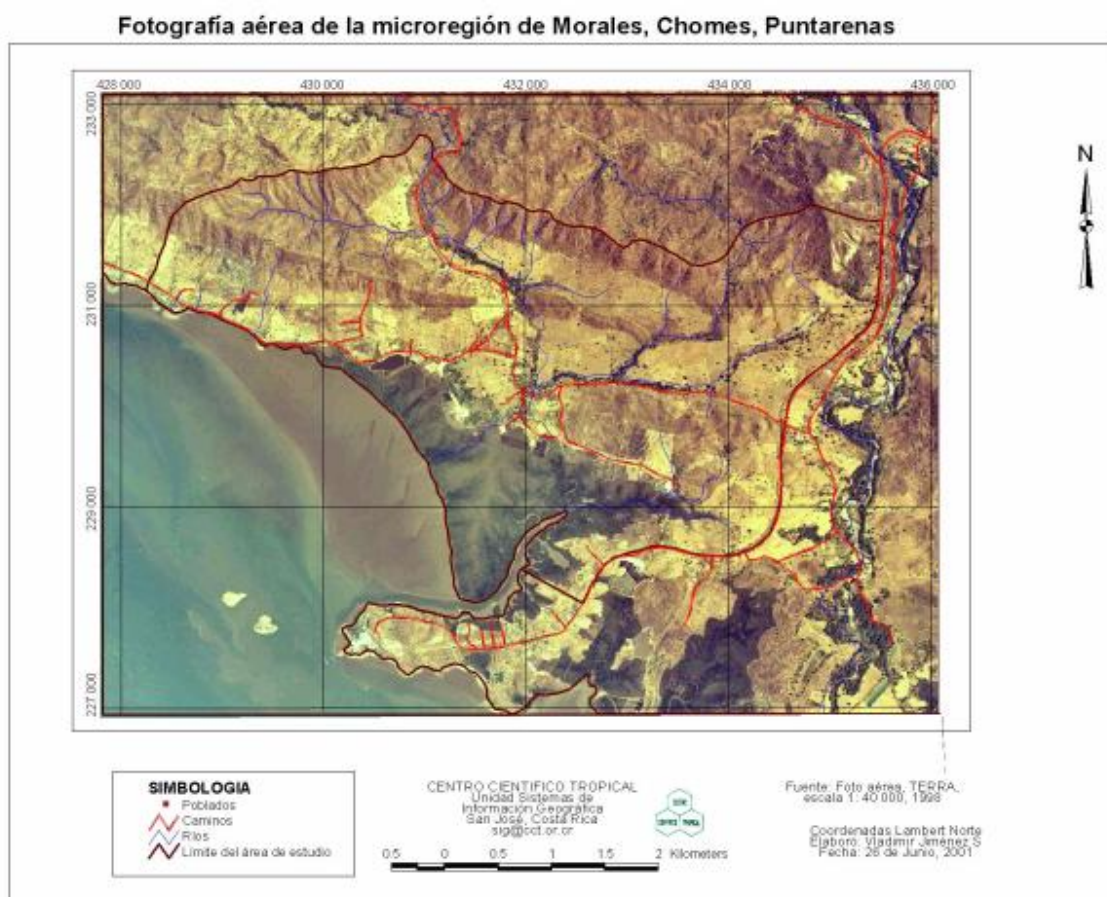 Fotografía aérea de la microregión de Morales, Chomes, Puntarenas
428 000 430 000 432 000 434 000 436 000
233 000
231 000
229 000
227 000
N
SIMBOLOGIA
Poblados
Caminos
Ríos
Limite del área de estudio
CENTRO CIENTIFICO TROPICAL
Unidad Sistemas de
Información Geográfica
San José, Costa Rica
sig@cct.or.cr
0.5 0 0.5 1 1.5 2 Kilometers
Fuente: Foto aérea, TERRA,
escala 1: 40 000, 1998
Coordenadas Lambert Norte
Elaboró: Vladimir Jiménez S
Fecha: 26 de Junio, 2001